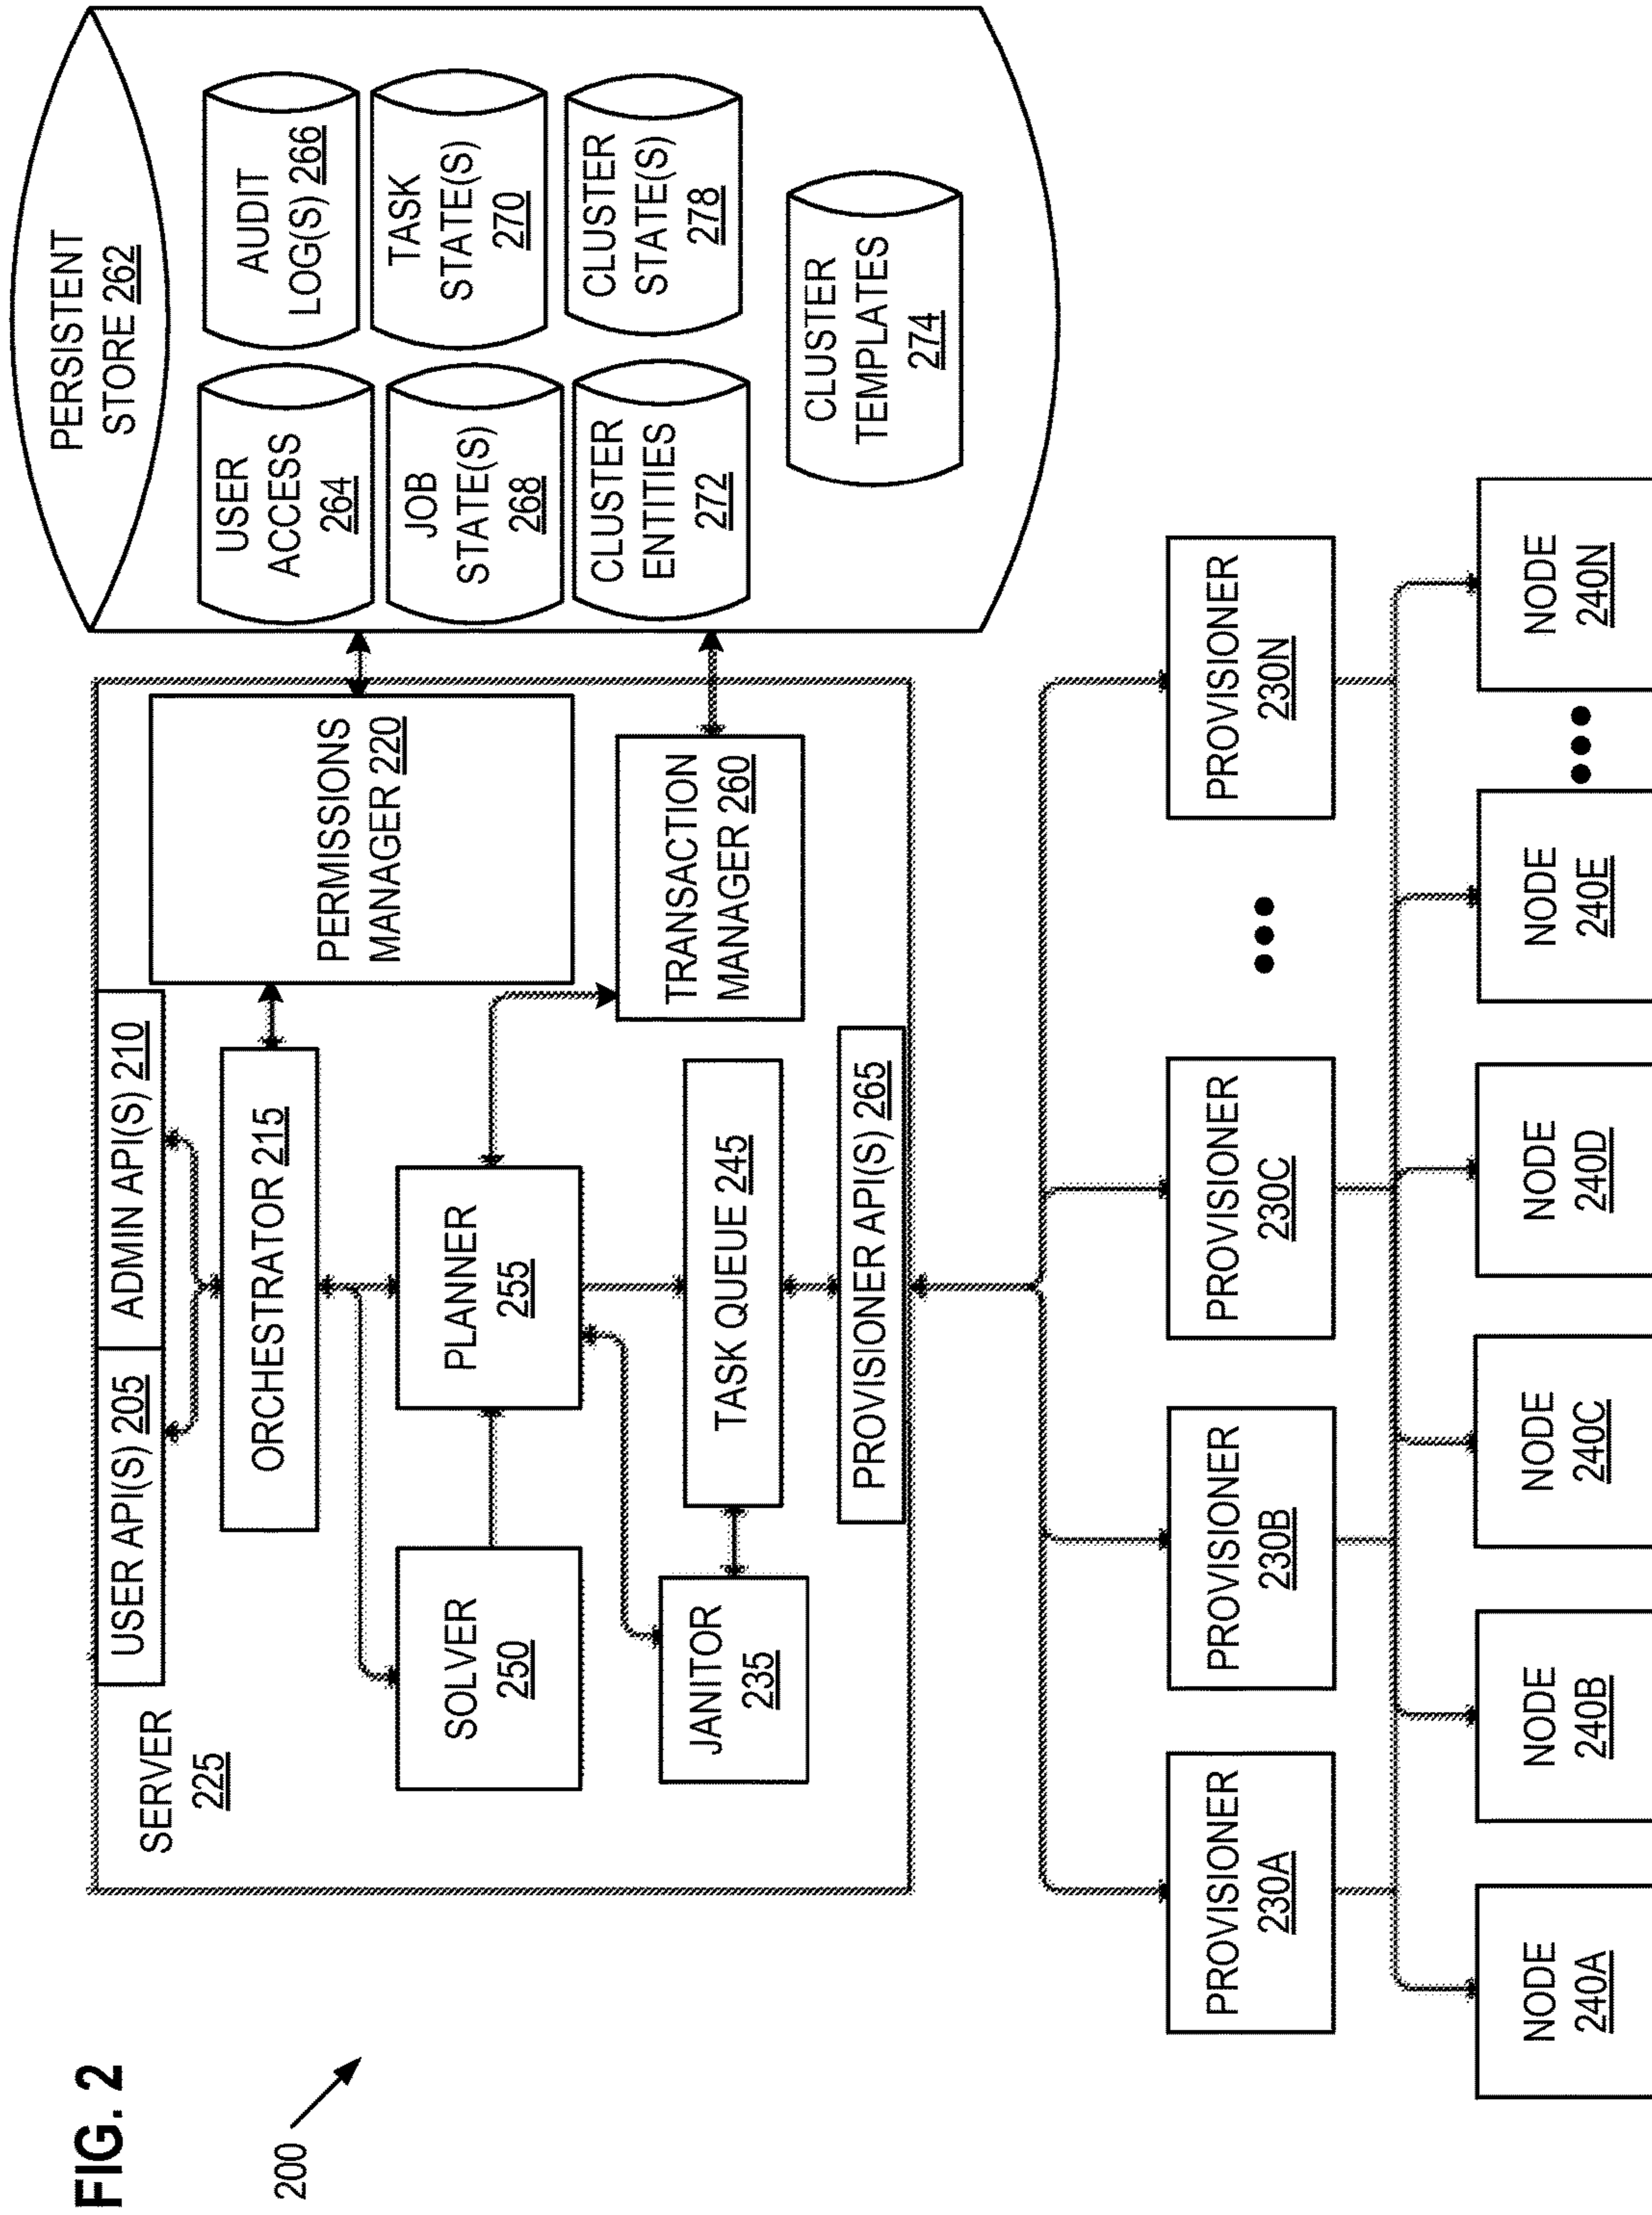 FIG. 2
200
SERVER
225
USER API(S) 205
ADMIN API(S) 210
ORCHESTRATOR 215
PERMISSIONS
MANAGER 220
SOLVER
250
PLANNER
255
TRANSACTION
MANAGER 260
JANITOR
235
TASK QUEUE 245
PROVISIONER API(S) 265
PERSISTENT
STORE 262
USER
ACCESS
264
AUDIT
LOG(S) 266
JOB
STATE(S)
268
TASK
STATE(S)
270
CLUSTER
ENTITIES
272
CLUSTER
STATE(S)
278
CLUSTER
TEMPLATES
274
PROVISIONER
230A
PROVISIONER
230B
PROVISIONER
230C
PROVISIONER
230N
NODE
240A
NODE
240B
NODE
240C
NODE
240D
NODE
240E
NODE
240N